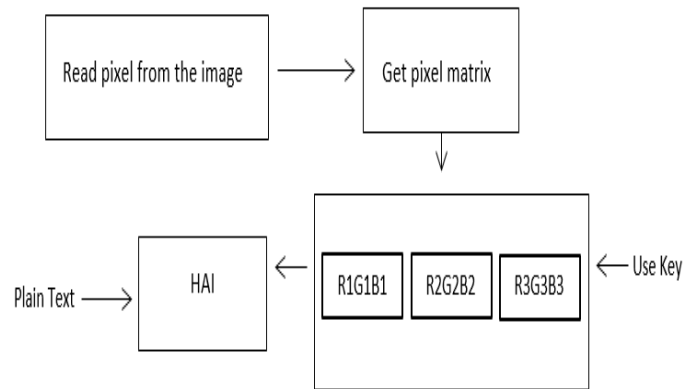 Read pixel from the image
Get pixel matrix
R1G1B1
R2G2B2
R3G3B3
Use Key
HAI
Plain Text